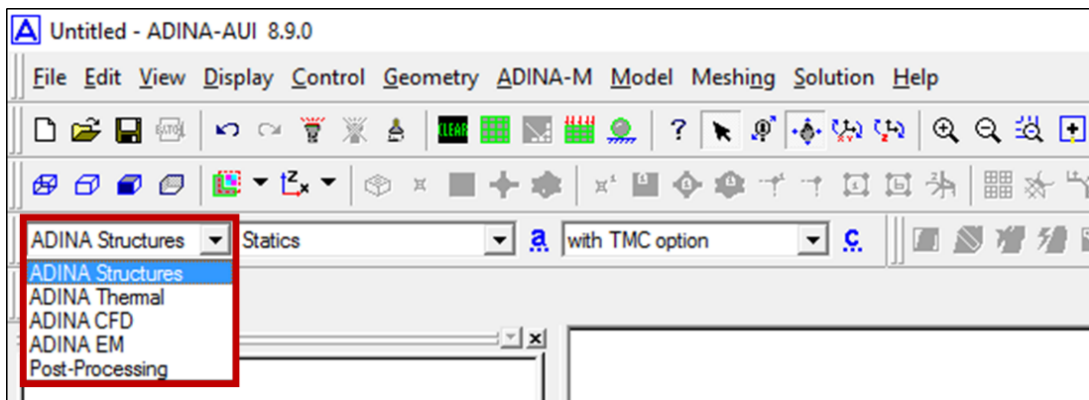 Untitled - ADINA-AUI 8.9.0
File Edit View Display Control Geometry ADINA-M Model Meshing Solution Help
CLEAR ?
ADINA Structures Statics a with TMC option c
ADINA Structures
ADINA Thermal
ADINA CFD
ADINA EM
Post-Processing